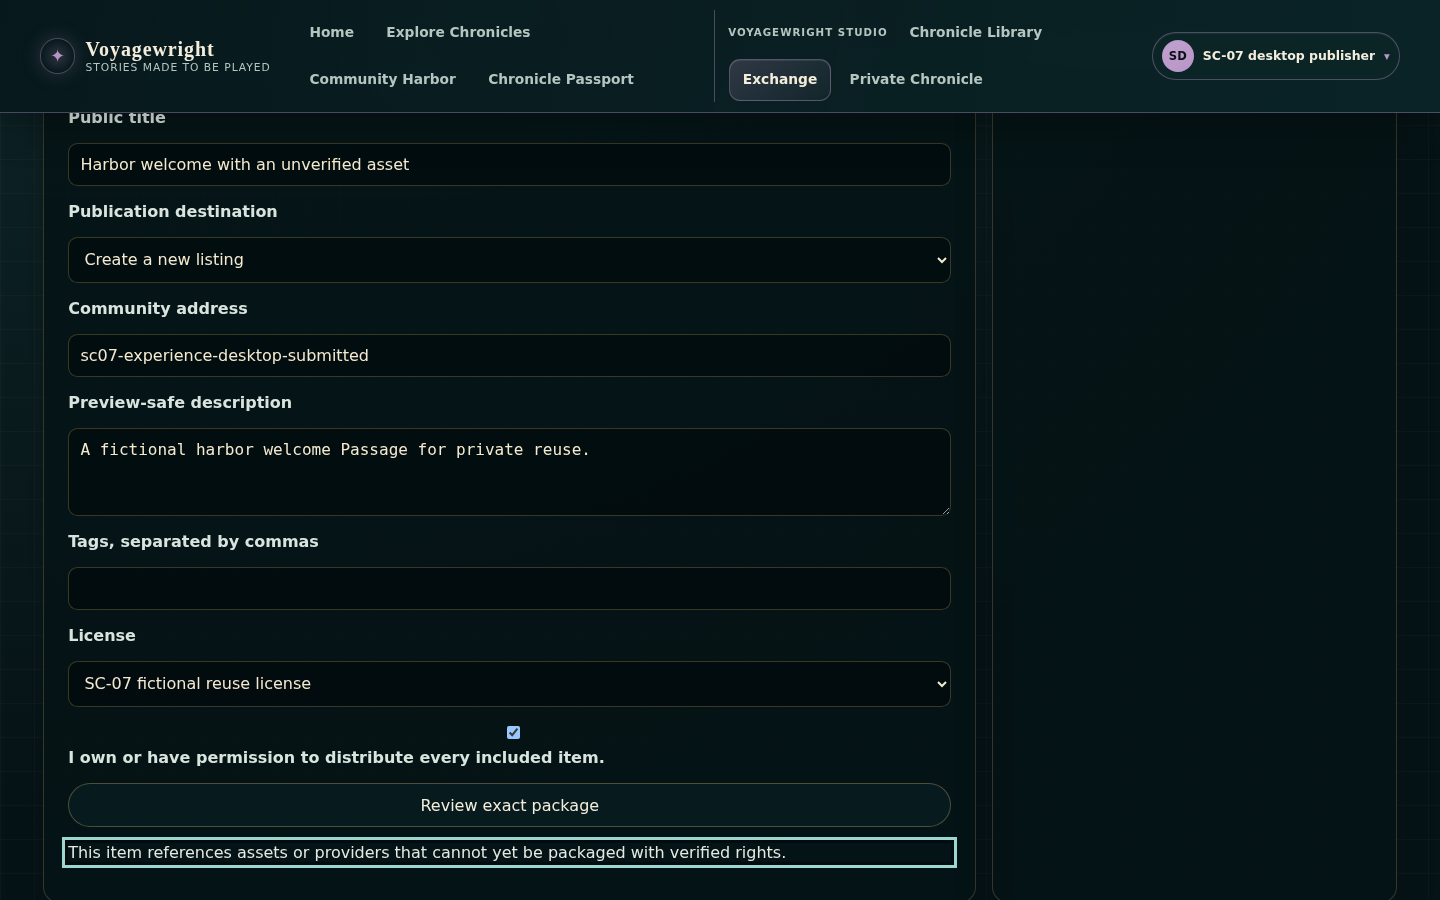 Voyagewright
STORIES MADE TO BE PLAYED
Home
Explore Chronicles
Community Harbor
Chronicle Passport
VOYAGEWRIGHT STUDIO
Chronicle Library
Exchange
Private Chronicle
SD
SC-07 desktop publisher
Public title
Harbor welcome with an unverified asset
Publication destination
Create a new listing
Community address
sc07-experience-desktop-submitted
Preview-safe description
A fictional harbor welcome Passage for private reuse.
Tags, separated by commas
License
SC-07 fictional reuse license
I own or have permission to distribute every included item.
Review exact package
This item references assets or providers that cannot yet be packaged with verified rights.